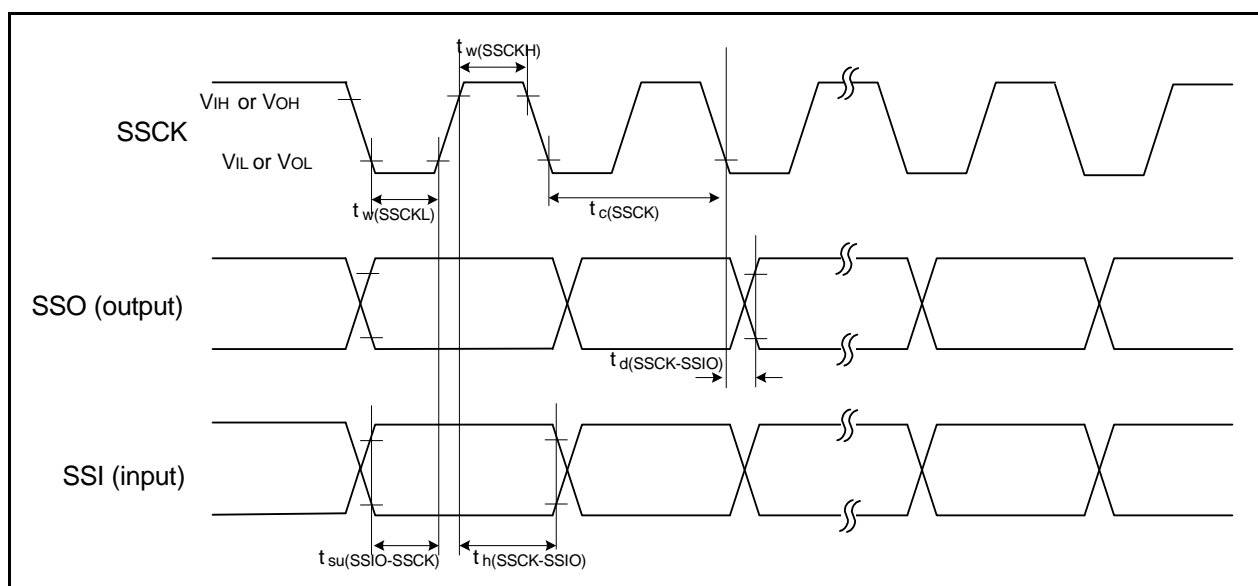 tw(SSCKH)
VIH or VOH
SSCK
VIL or VOL
tw(SSCKL)
tc(SSCK)
SSO (output)
td(SSCK-SSIO)
SSI (input)
tsu(SSIO-SSCK)
th(SSCK-SSIO)